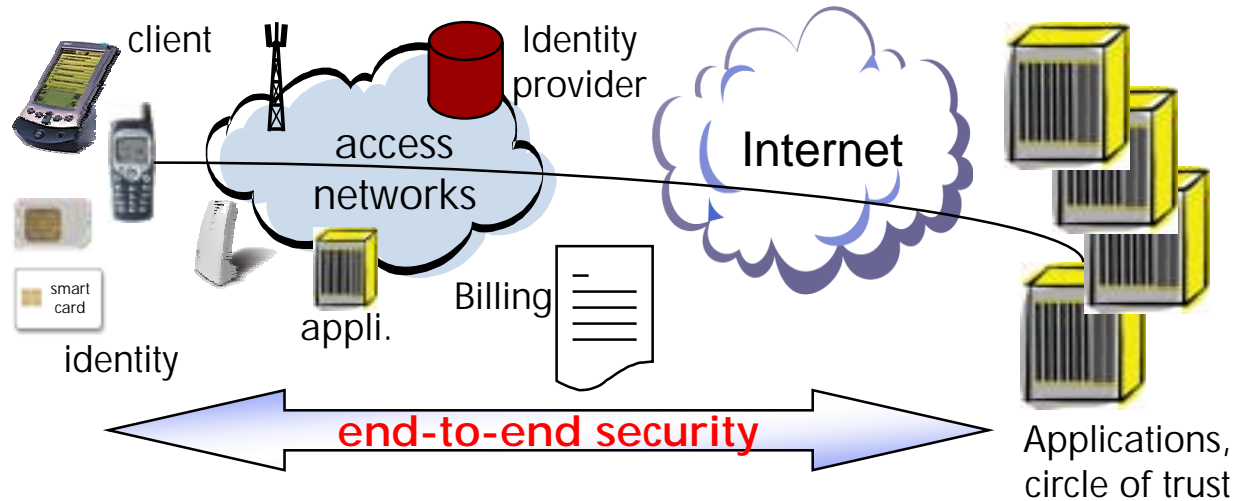 client
Identity
provider
access
networks
Internet
smart
card
identity
appli.
Billing
end-to-end security
Applications,
circle of trust